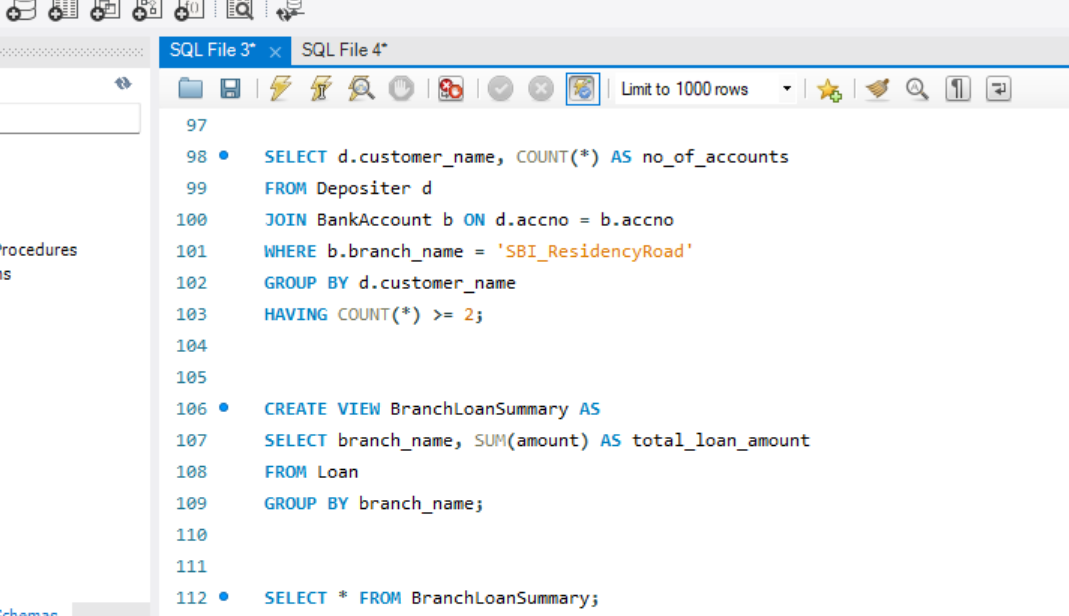 SQL File 3*
SQL File 4*
Limit to 1000 rows
97
98 SELECT d.customer_name, COUNT(*) AS no_of_accounts
99 FROM Depositer d
100 JOIN BankAccount b ON d.accno = b.accno
101 WHERE b.branch_name = 'SBI_ResidencyRoad'
102 GROUP BY d.customer_name
103 HAVING COUNT(*) >= 2;
104
105
106 CREATE VIEW BranchLoanSummary AS
107 SELECT branch_name, SUM(amount) AS total_loan_amount
108 FROM Loan
109 GROUP BY branch_name;
110
111
112 SELECT * FROM BranchLoanSummary;
rocedures